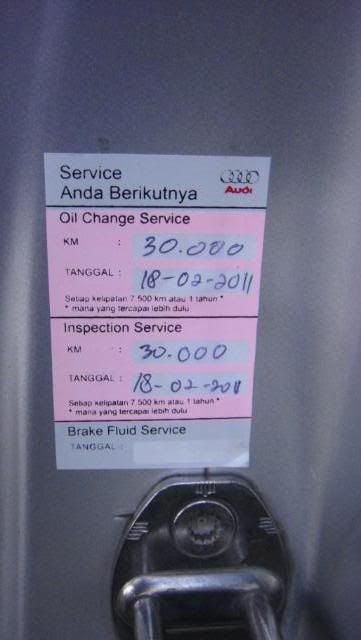 Service
Anda Berikutnya
Audi
Oil Change Service
KM : 30.000
TANGGAL : 18-02-2011
Setiap kelipatan 7.500 km atau 1 tahun *
* mana yang tercapai lebih dulu
Inspection Service
KM : 30.000
TANGGAL : 18-02-2011
Setiap kelipatan 7.500 km atau 1 tahun *
* mana yang tercapai lebih dulu
Brake Fluid Service
TANGGAL :